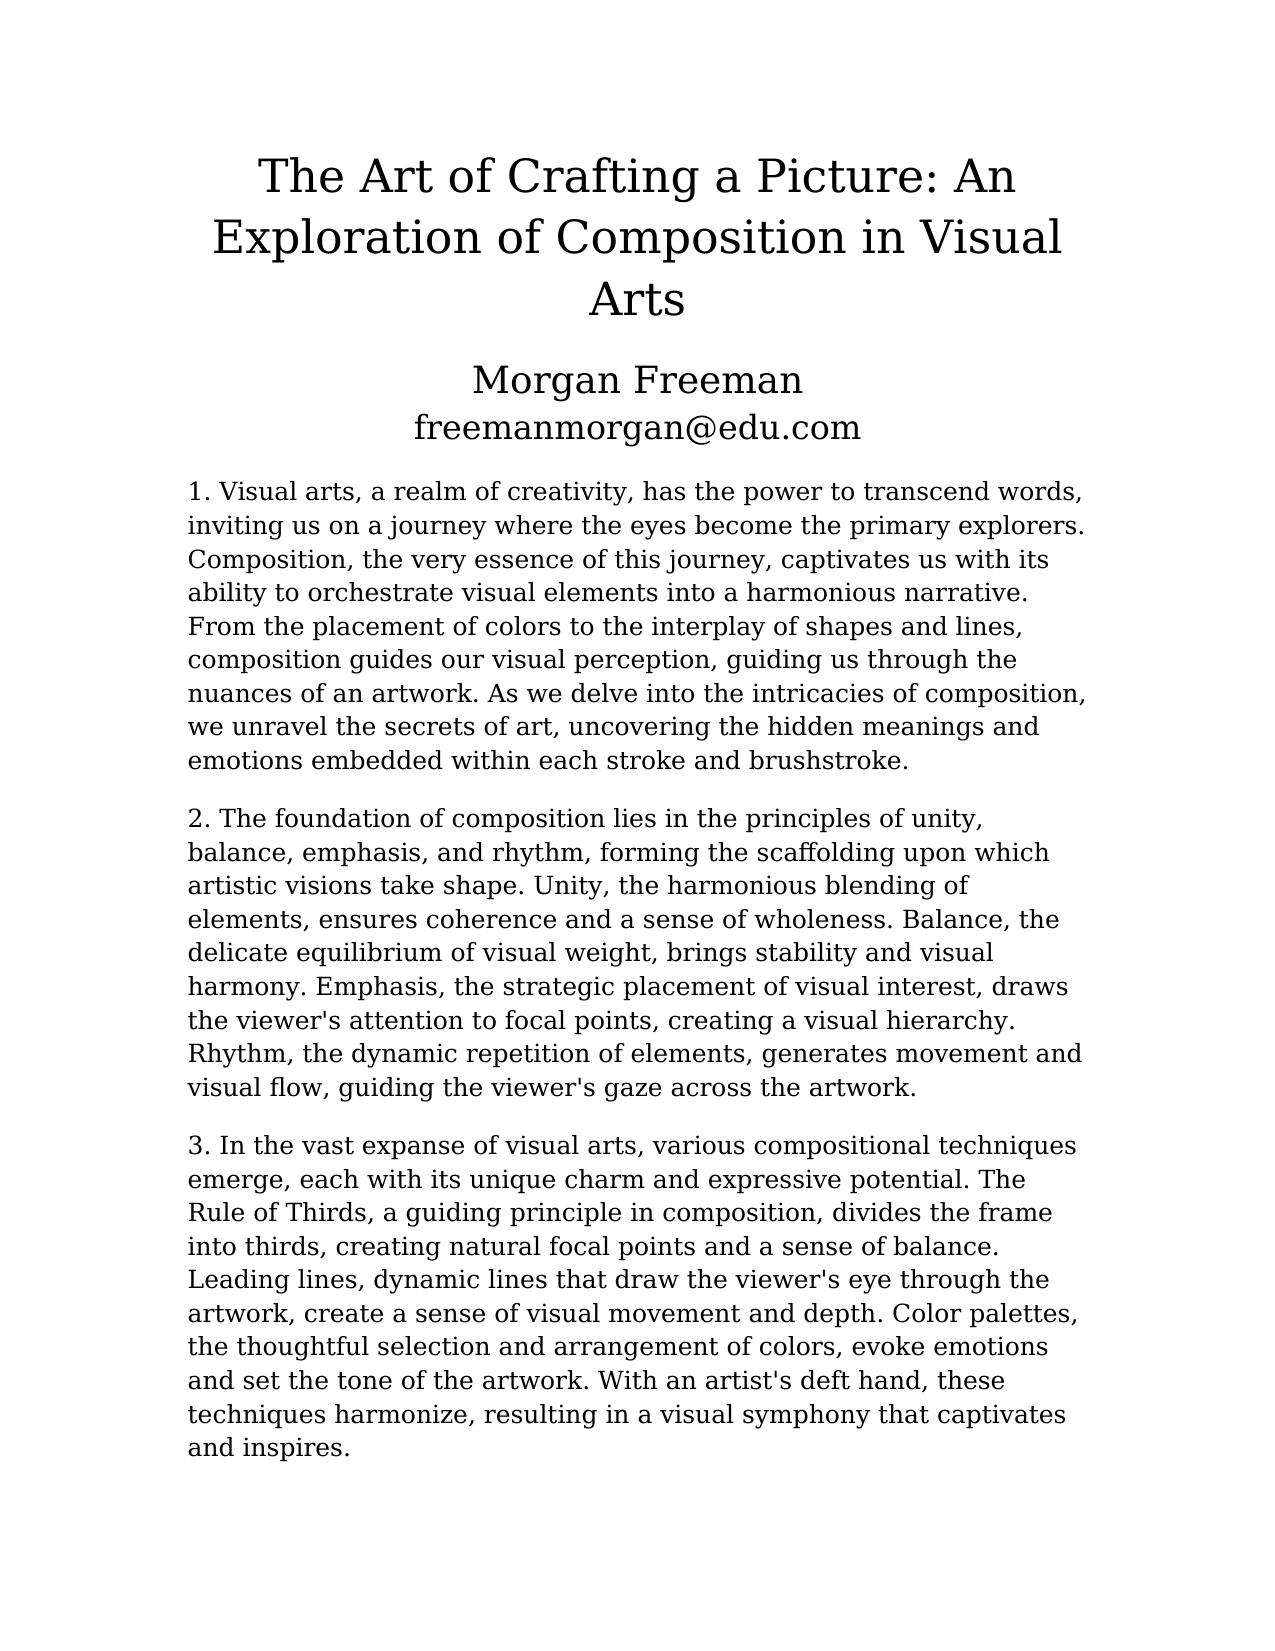 The Art of Crafting a Picture: An
Exploration of Composition in Visual
Arts
Morgan Freeman
freemanmorgan@edu.com
1. Visual arts, a realm of creativity, has the power to transcend words,
inviting us on a journey where the eyes become the primary explorers.
Composition, the very essence of this journey, captivates us with its
ability to orchestrate visual elements into a harmonious narrative.
From the placement of colors to the interplay of shapes and lines,
composition guides our visual perception, guiding us through the
nuances of an artwork. As we delve into the intricacies of composition,
we unravel the secrets of art, uncovering the hidden meanings and
emotions embedded within each stroke and brushstroke.
2. The foundation of composition lies in the principles of unity,
balance, emphasis, and rhythm, forming the scaffolding upon which
artistic visions take shape. Unity, the harmonious blending of
elements, ensures coherence and a sense of wholeness. Balance, the
delicate equilibrium of visual weight, brings stability and visual
harmony. Emphasis, the strategic placement of visual interest, draws
the viewer's attention to focal points, creating a visual hierarchy.
Rhythm, the dynamic repetition of elements, generates movement and
visual flow, guiding the viewer's gaze across the artwork.
3. In the vast expanse of visual arts, various compositional techniques
emerge, each with its unique charm and expressive potential. The
Rule of Thirds, a guiding principle in composition, divides the frame
into thirds, creating natural focal points and a sense of balance.
Leading lines, dynamic lines that draw the viewer's eye through the
artwork, create a sense of visual movement and depth. Color palettes,
the thoughtful selection and arrangement of colors, evoke emotions
and set the tone of the artwork. With an artist's deft hand, these
techniques harmonize, resulting in a visual symphony that captivates
and inspires.